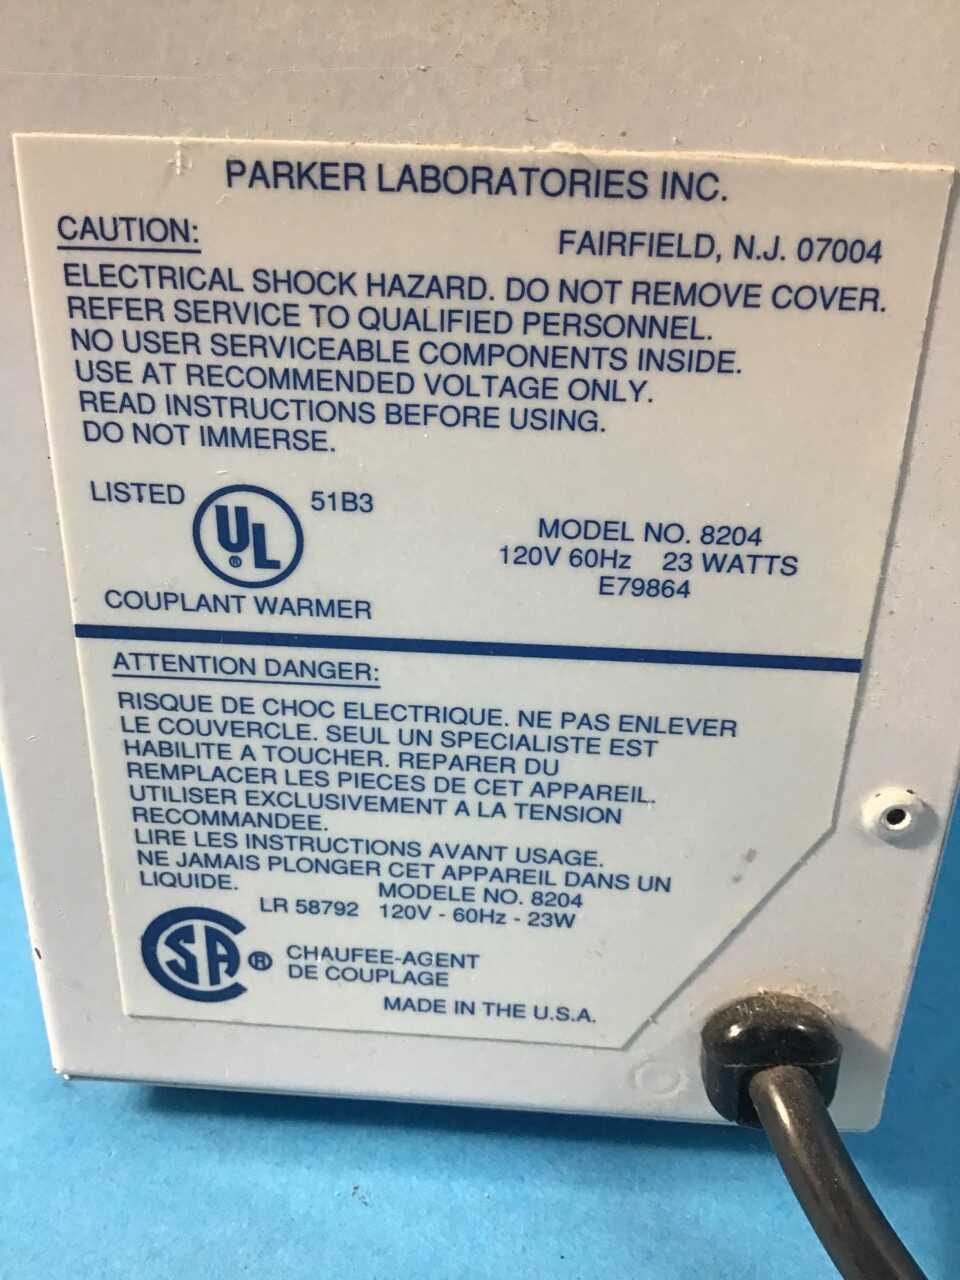 PARKER LABORATORIES INC.
CAUTION:
FAIRFIELD, N.J. 07004
ELECTRICAL SHOCK HAZARD. DO NOT REMOVE COVER.
REFER SERVICE TO QUALIFIED PERSONNEL.
NO USER SERVICEABLE COMPONENTS INSIDE.
USE AT RECOMMENDED VOLTAGE ONLY.
READ INSTRUCTIONS BEFORE USING.
DO NOT IMMERSE.
LISTED UL ® 51B3
COUPLANT WARMER
MODEL NO. 8204
120V 60Hz 23 WATTS
E79864
ATTENTION DANGER:
RISQUE DE CHOC ELECTRIQUE. NE PAS ENLEVER
LE COUVERCLE. SEUL UN SPECIALISTE EST
HABILITE A TOUCHER. REPARER DU
REMPLACER LES PIECES DE CET APPAREIL.
UTILISER EXCLUSIVEMENT A LA TENSION
RECOMMANDEE.
LIRE LES INSTRUCTIONS AVANT USAGE.
NE JAMAIS PLONGER CET APPAREIL DANS UN
LIQUIDE.
MODELE NO. 8204
LR 58792 120V - 60Hz - 23W
CSA ®
CHAUFEE-AGENT
DE COUPLAGE
MADE IN THE U.S.A.